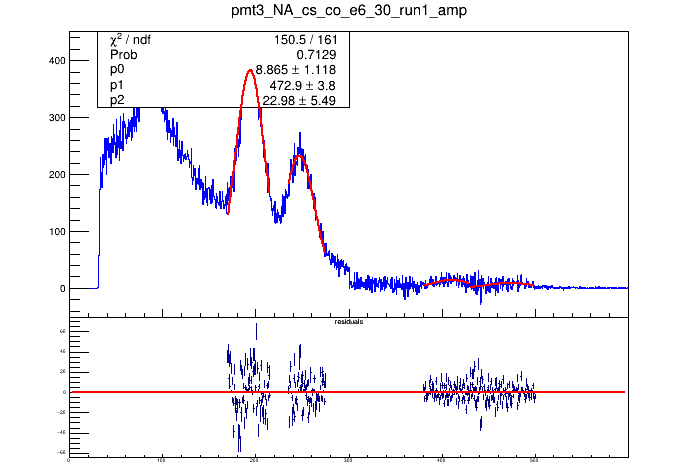 pmt3_NA_cs_co_e6_30_run1_amp
χ² / ndf 150.5 / 161
Prob 0.7129
p0 8.865 ± 1.118
p1 472.9 ± 3.8
p2 22.98 ± 5.49
400
300
200
100
0
residuals
60
40
20
0
−20
−40
−60
0 100 200 300 400 500